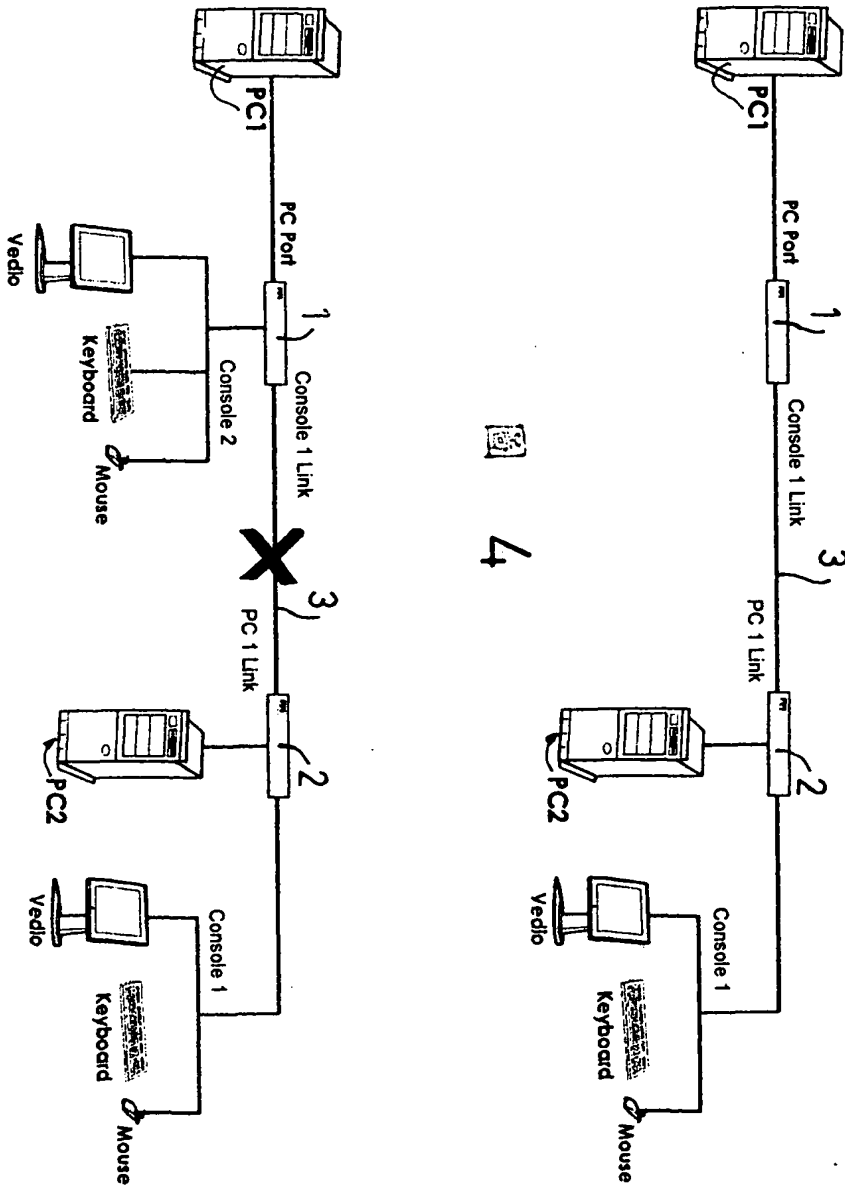 PC1
PC Port
1
Console 1 Link
3
PC 1 Link
2
PC2
Console 1
Vedio
Keyboard
Mouse
4
PC1
PC Port
1
Console 1 Link
3
PC 1 Link
2
Console 2
Vedio
Keyboard
Mouse
PC2
Console 1
Vedio
Keyboard
Mouse